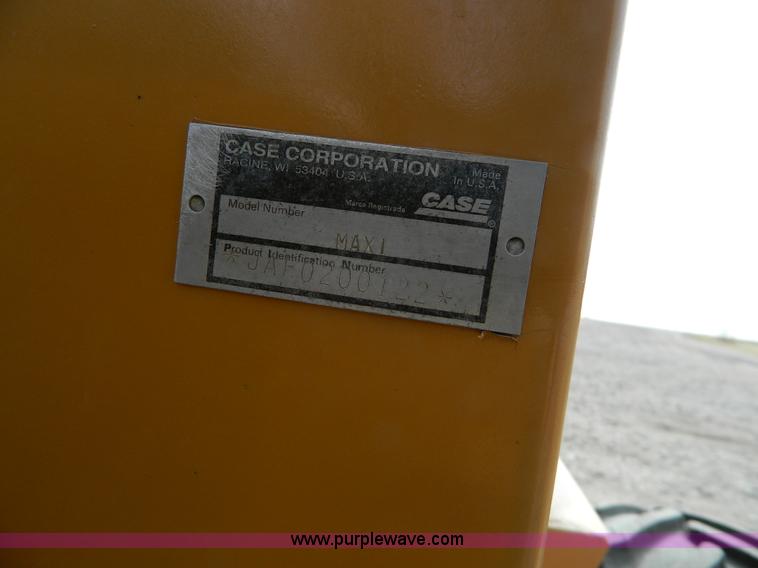 CASE CORPORATION
RACINE, WI 53404 U.S.A.
Made
In U.S.A.
Model Number
Marca Registrada
CASE
®
MAXI
Product Identification Number
*JAF0200122*
www.purplewave.com